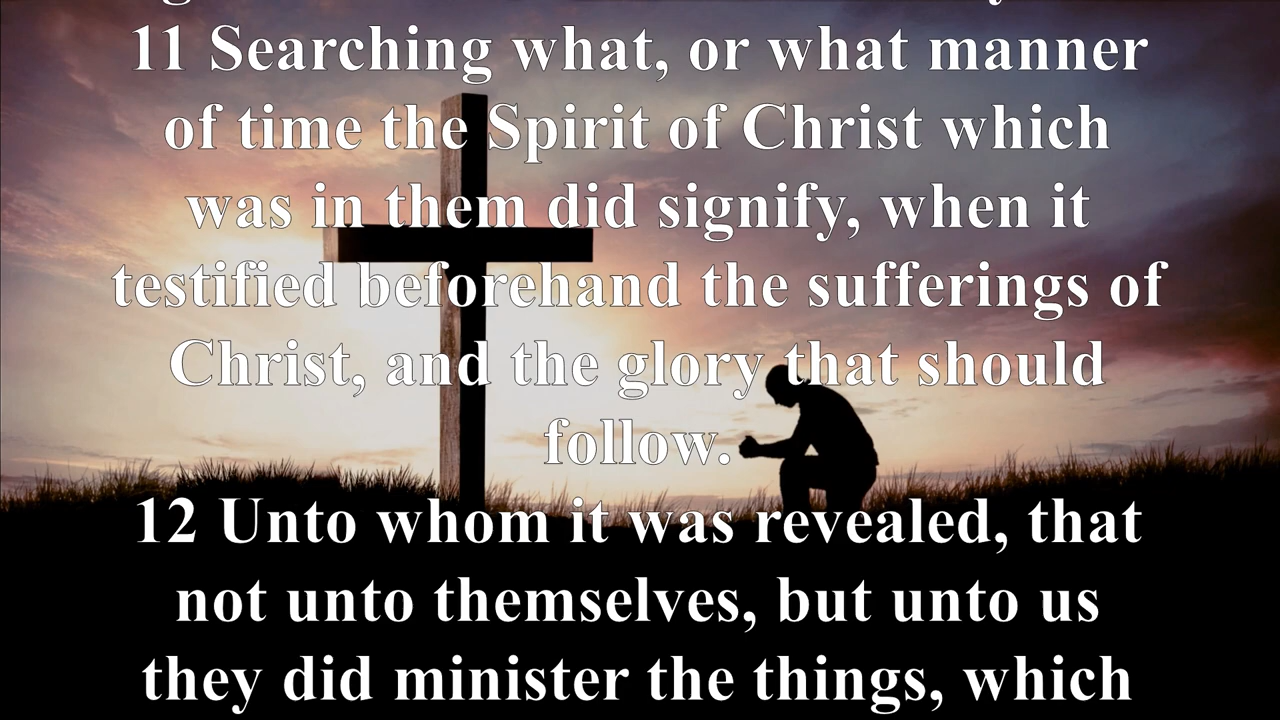 11 Searching what, or what manner
of time the Spirit of Christ which
was in them did signify, when it
testified beforehand the sufferings of
Christ, and the glory that should
follow.
12 Unto whom it was revealed, that
not unto themselves, but unto us
they did minister the things, which